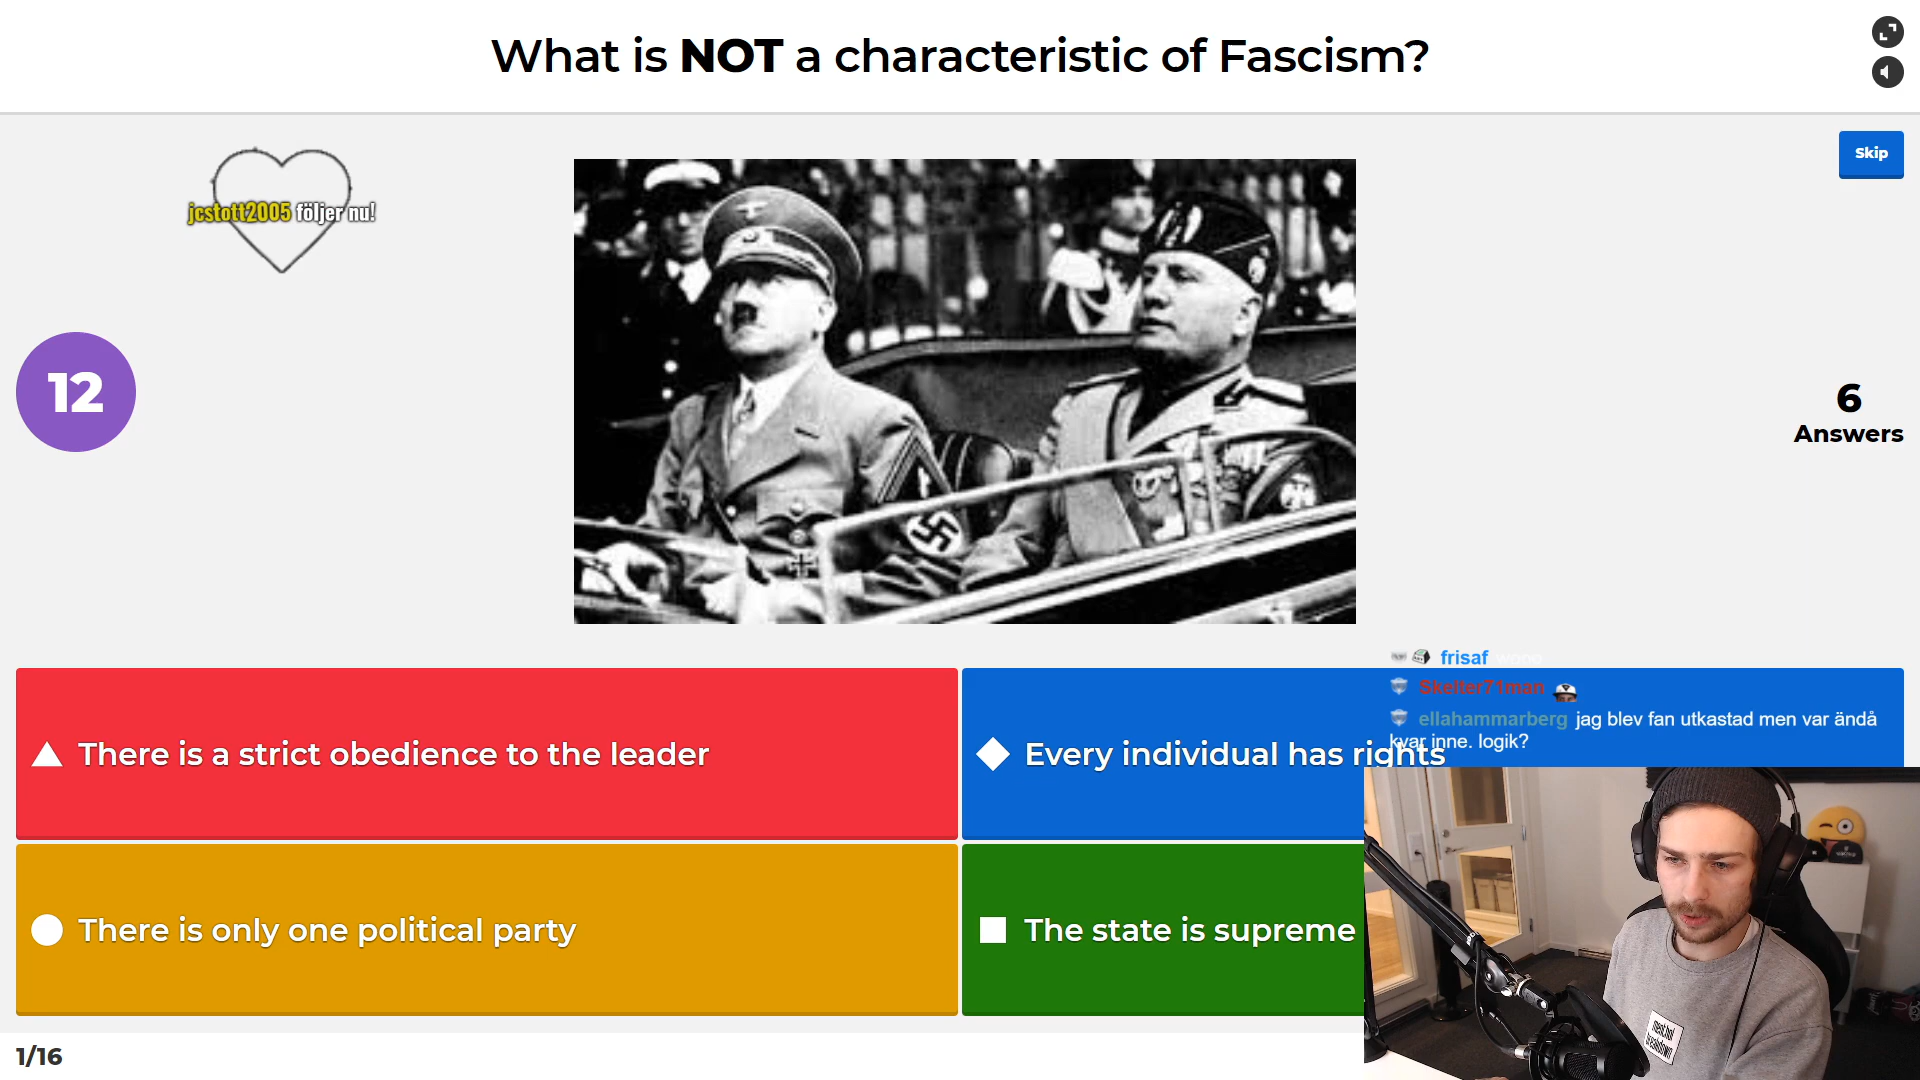 What is NOT a characteristic of Fascism?
Skip
jcstott2005 följer nu!
12
6
Answers
frisaf
Skelter71man
ellahammarberg jag blev fan utkastad men var ändå
kvar inne. logik?
There is a strict obedience to the leader
Every individual has rights
There is only one political party
The state is supreme
menthol
breakdown
1/16